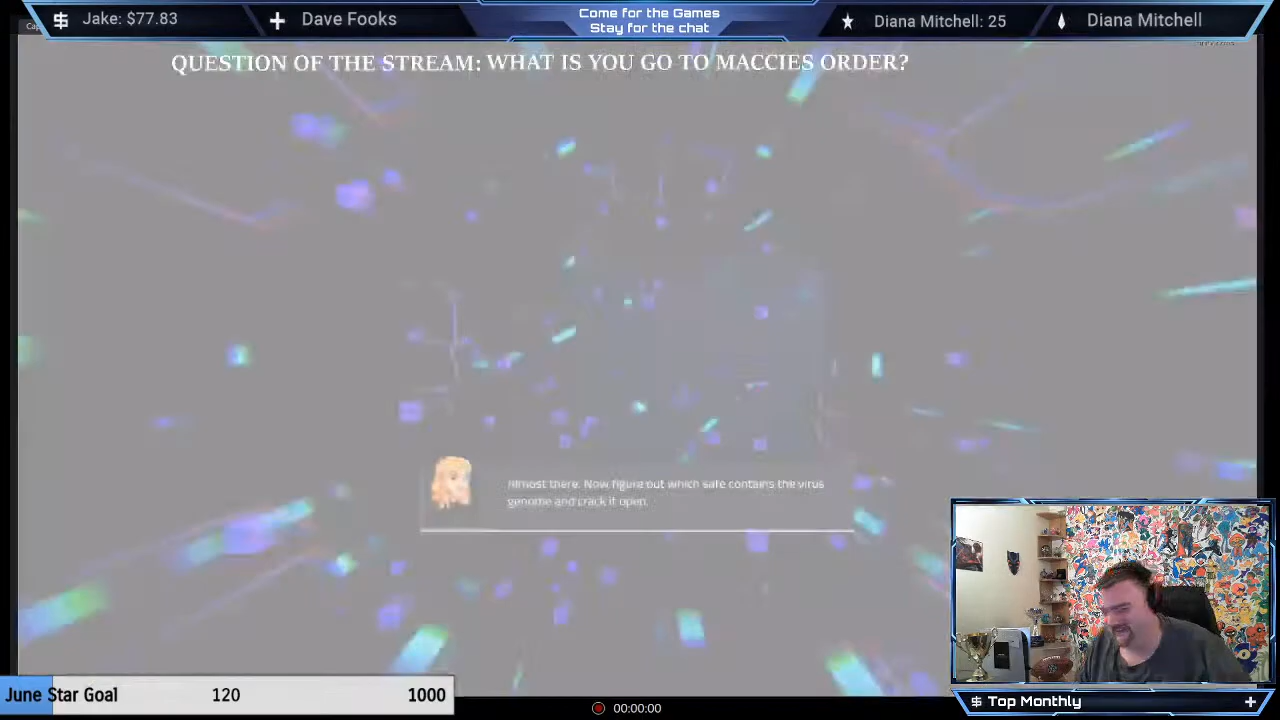 Jake: $77.83
Dave Fooks
Come for the Games
Stay for the chat
Diana Mitchell: 25
Diana Mitchell
QUESTION OF THE STREAM: WHAT IS YOU GO TO MACCIES ORDER?
Almost there. Now figure out which safe contains the virus
genome and crack it open.
June Star Goal 120 1000
Top Monthly
00:00:00